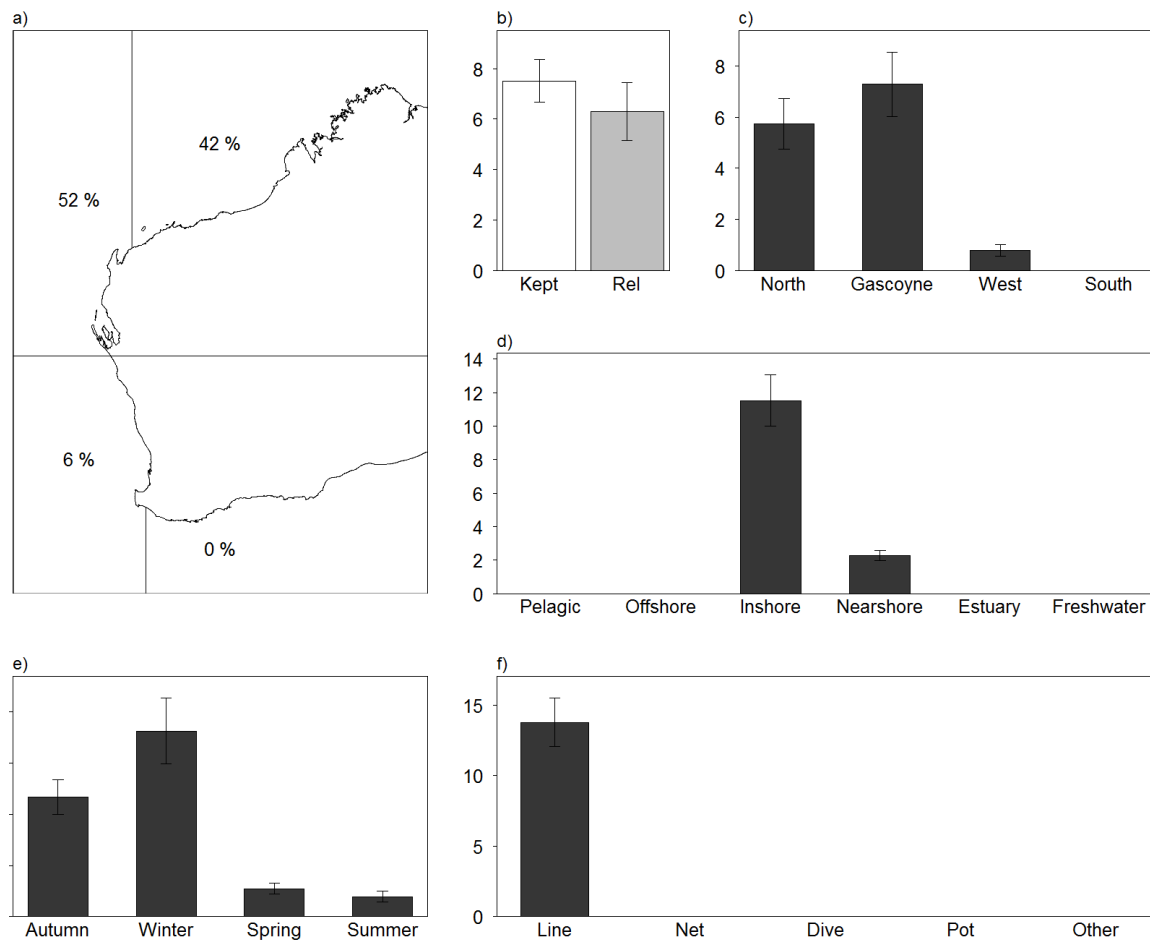 a)
42 %
52 %
6 %
0 %
b)
8
6
4
2
0
Kept Rel
c)
8
6
4
2
0
North Gascoyne West South
d)
14
12
10
8
6
4
2
0
Pelagic Offshore Inshore Nearshore Estuary Freshwater
e)
Autumn Winter Spring Summer
f)
15
10
5
0
Line Net Dive Pot Other